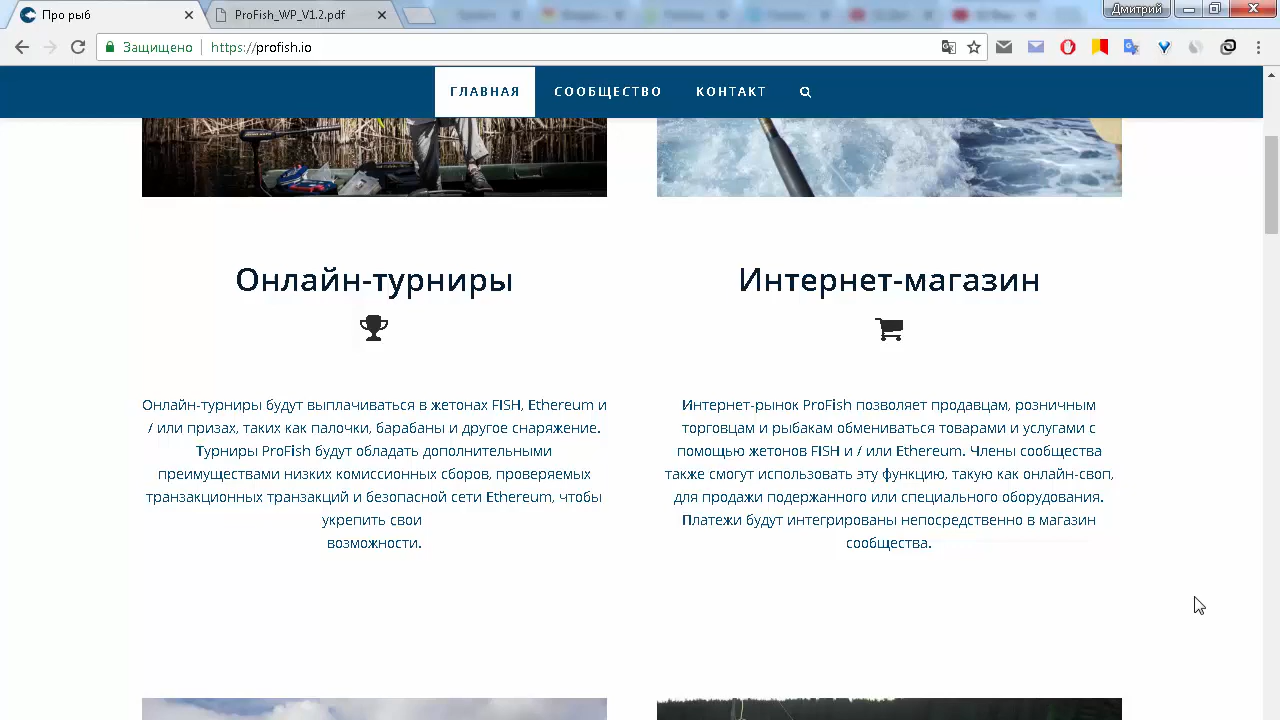 Про рыб
ProFish_WP_V1.2.pdf
Дмитрий
Защищено
https://profish.io
ГЛАВНАЯ
СООБЩЕСТВО
КОНТАКТ
Онлайн-турниры
Онлайн-турниры будут выплачиваться в жетонах FISH, Ethereum и
/ или призах, таких как палочки, барабаны и другое снаряжение.
Турниры ProFish будут обладать дополнительными
преимуществами низких комиссионных сборов, проверяемых
транзакционных транзакций и безопасной сети Ethereum, чтобы
укрепить свои
возможности.
Интернет-магазин
Интернет-рынок ProFish позволяет продавцам, розничным
торговцам и рыбакам обмениваться товарами и услугами с
помощью жетонов FISH и / или Ethereum. Члены сообщества
также смогут использовать эту функцию, такую как онлайн-своп,
для продажи подержанного или специального оборудования.
Платежи будут интегрированы непосредственно в магазин
сообщества.